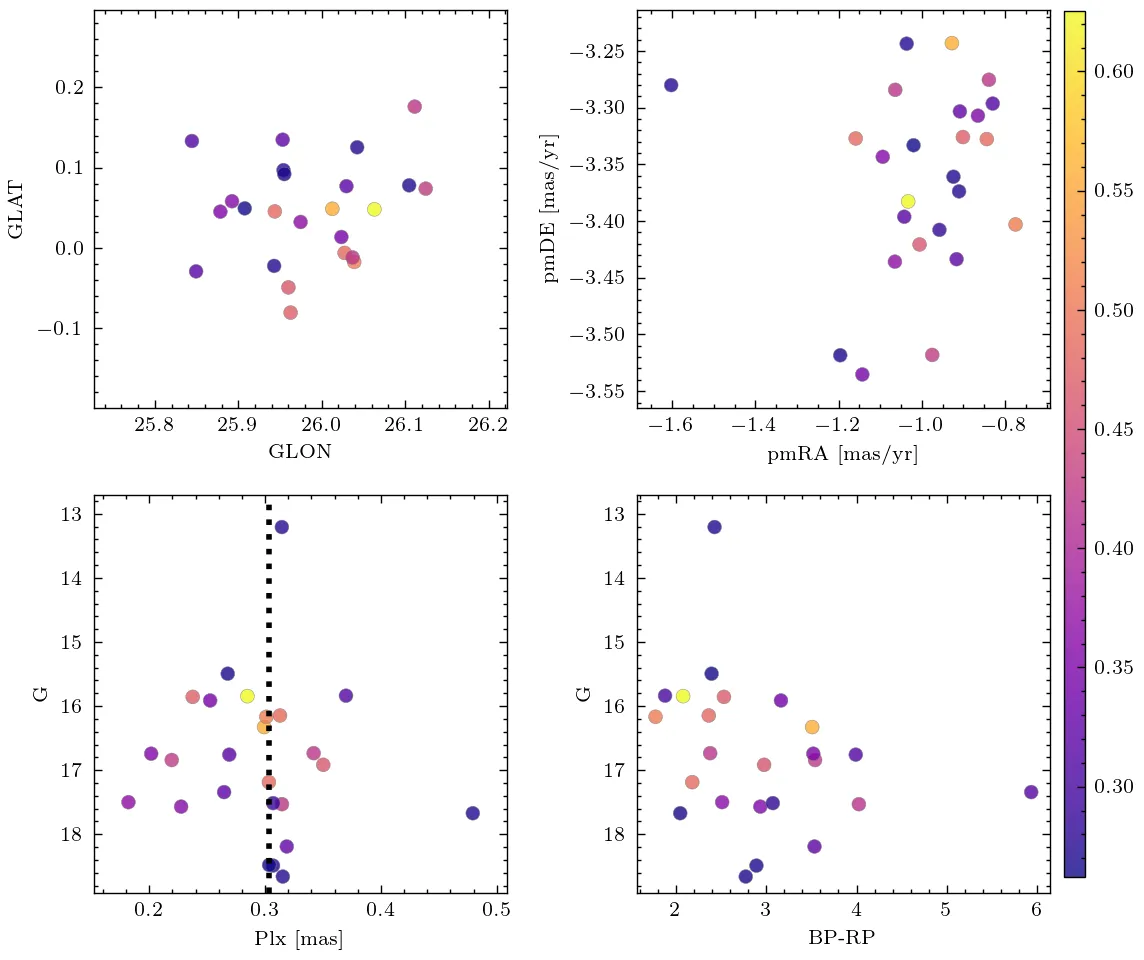 0.2
0.1
0.0
−0.1
GLAT
25.8 25.9 26.0 26.1 26.2
GLON
−3.25
−3.30
−3.35
−3.40
−3.45
−3.50
−3.55
pmDE [mas/yr]
−1.6 −1.4 −1.2 −1.0 −0.8
pmRA [mas/yr]
0.60
0.55
0.50
0.45
0.40
0.35
0.30
13
14
15
16
17
18
G
0.2 0.3 0.4 0.5
Plx [mas]
13
14
15
16
17
18
G
2 3 4 5 6
BP-RP